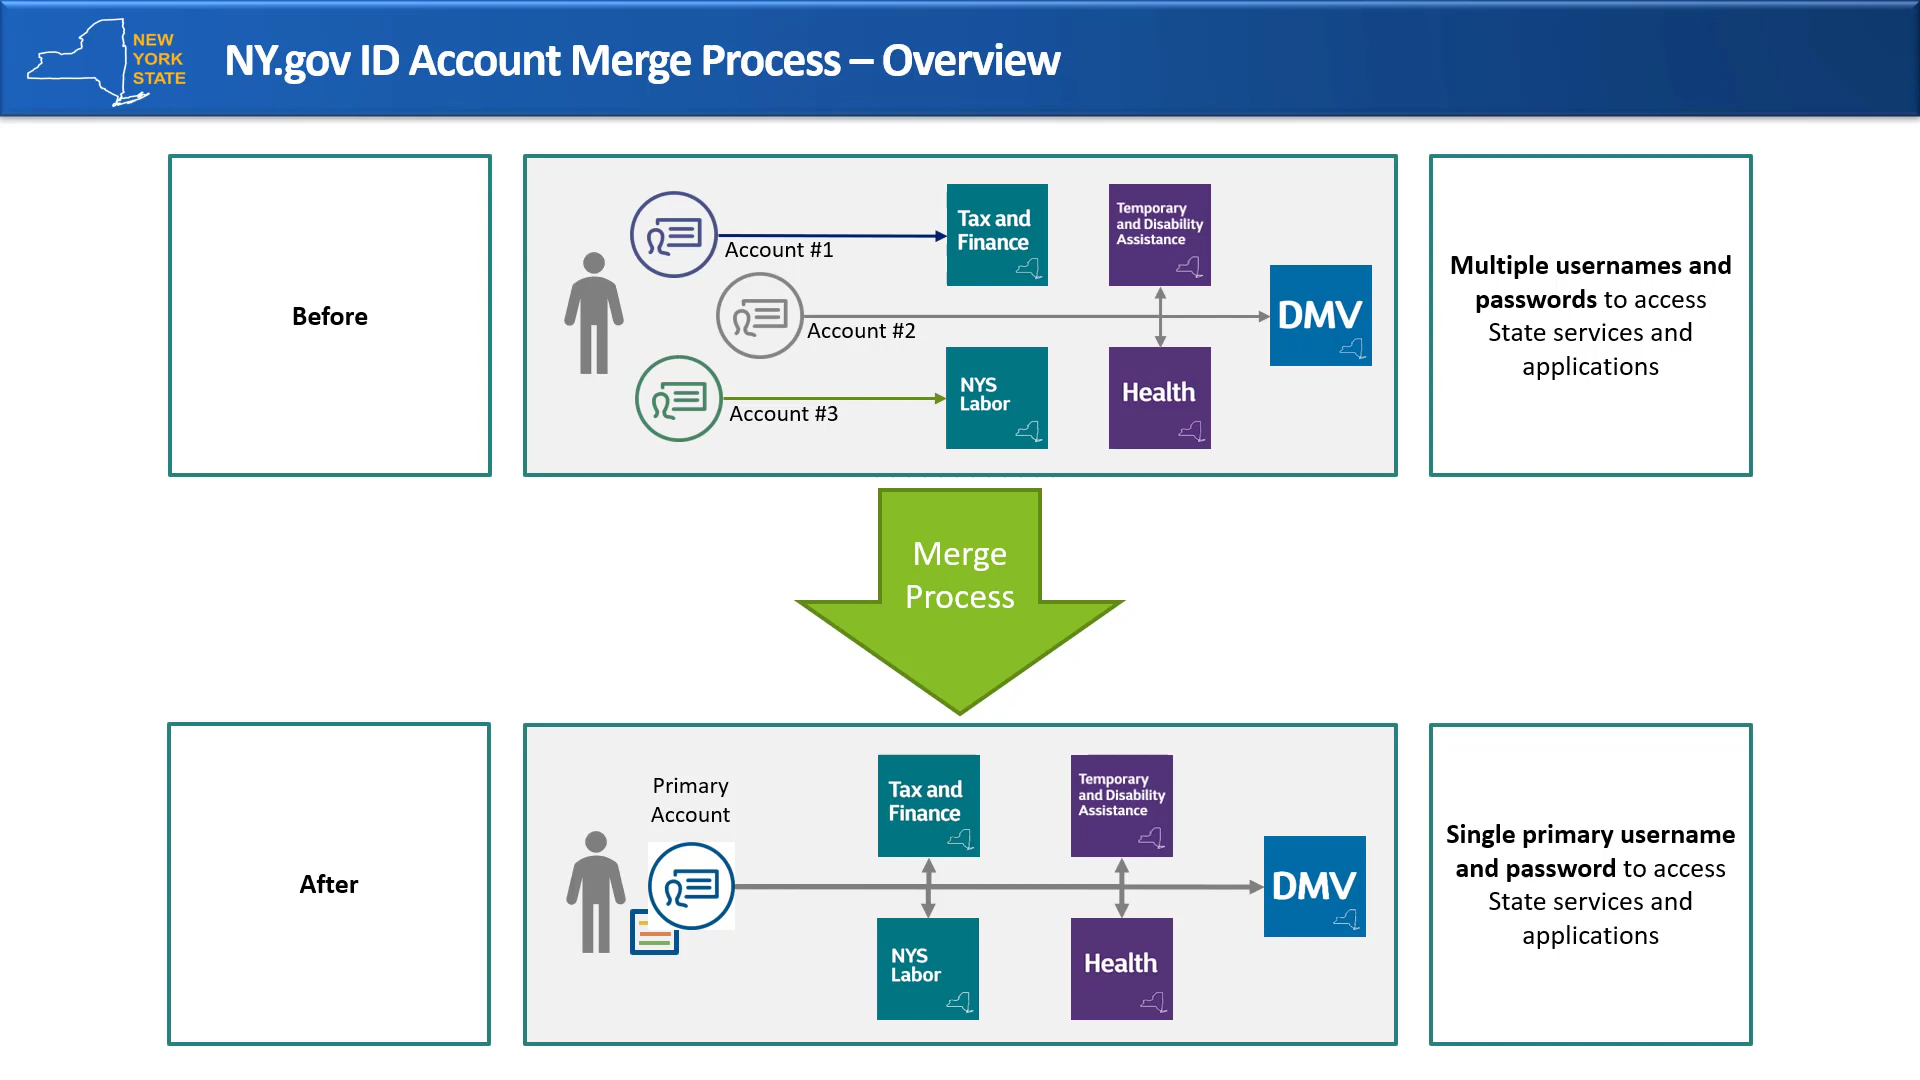 NEW
YORK
STATE
NY.gov ID Account Merge Process – Overview
Before
Account #1
Account #2
Account #3
Tax and
Finance
Temporary
and Disability
Assistance
DMV
NYS
Labor
Health
Multiple usernames and
passwords to access
State services and
applications
Merge
Process
After
Primary
Account
Tax and
Finance
Temporary
and Disability
Assistance
DMV
NYS
Labor
Health
Single primary username
and password to access
State services and
applications